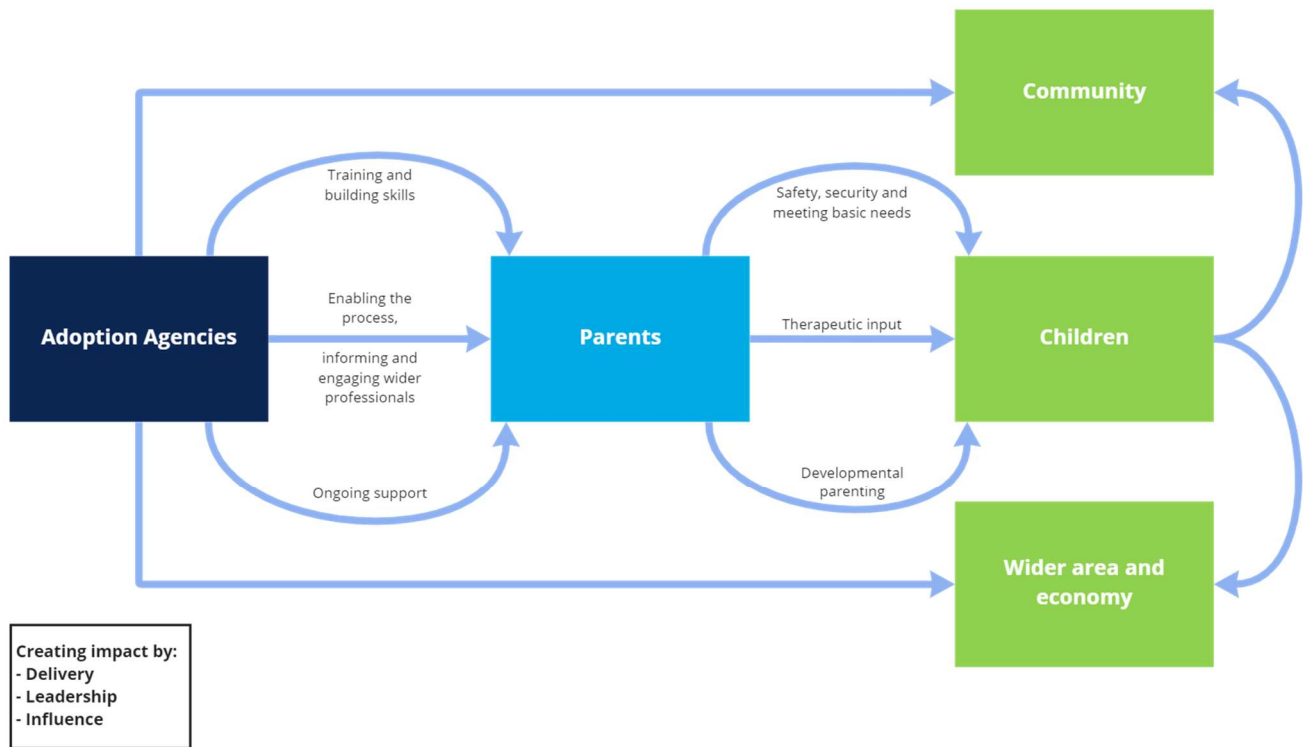 Community
Training and
building skills
Safety, security and
meeting basic needs
Adoption Agencies
Enabling the
process,
informing and
engaging wider
professionals
Parents
Therapeutic input
Children
Ongoing support
Developmental
parenting
Wider area and
economy
Creating impact by:
- Delivery
- Leadership
- Influence